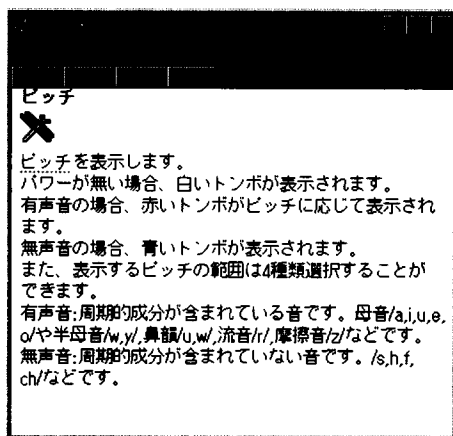 ピッチ
ピッチを表示します。
パワーが無い場合、白いトンボが表示されます。
有声音の場合、赤いトンボがピッチに応じて表示され
ます。
無声音の場合、青いトンボが表示されます。
また、表示するピッチの範囲は4種類選択することが
できます。
有声音:周期的成分が含まれている音です。母音/a,i,u,e,
o/や半母音/w,y/,鼻韻/u,w/,流音/r/,摩擦音/z/などです。
無声音:周期的成分が含まれていない音です。/s,h,f,
ch/などです。